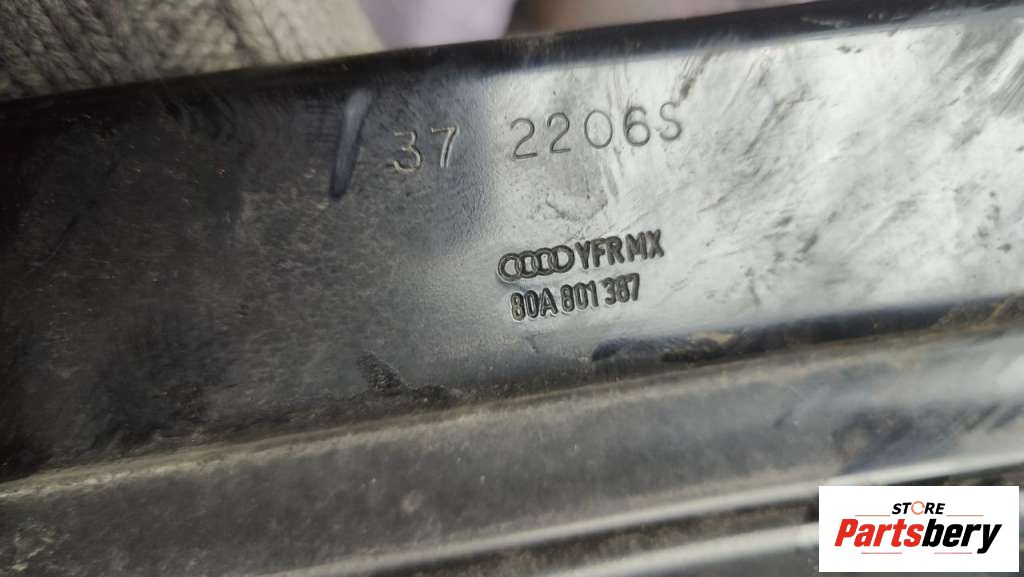 37 2206S
YFR MX
80A 801 387
STORE
Partsbery